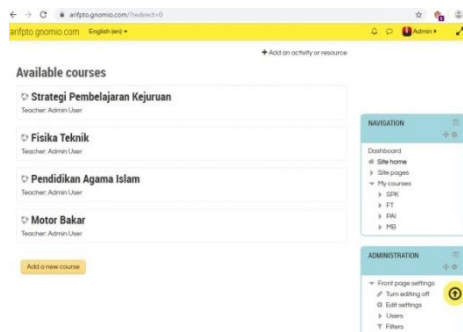 arifpto.gnomio.com/?redirect=0
arifpto.gnomio.com English (en)
Admin
Add an activity or resource
Available courses
Strategi Pembelajaran Kejuruan
Teacher: Admin User
Fisika Teknik
Teacher: Admin User
Pendidikan Agama Islam
Teacher: Admin User
Motor Bakar
Teacher: Admin User
Add a new course
NAVIGATION
Dashboard
Site home
Site pages
My courses
SPK
FT
PAI
MB
ADMINISTRATION
Front page settings
Turn editing off
Edit settings
Users
Filters